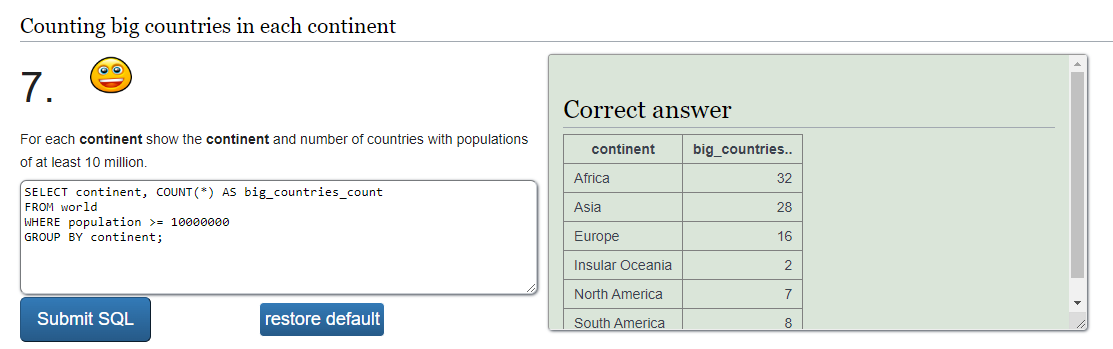 Counting big countries in each continent
7.
For each continent show the continent and number of countries with populations
of at least 10 million.
SELECT continent, COUNT(*) AS big_countries_count
FROM world
WHERE population >= 10000000
GROUP BY continent;
Submit SQL
restore default
Correct answer
continent big_countries..
Africa 32
Asia 28
Europe 16
Insular Oceania 2
North America 7
South America 8